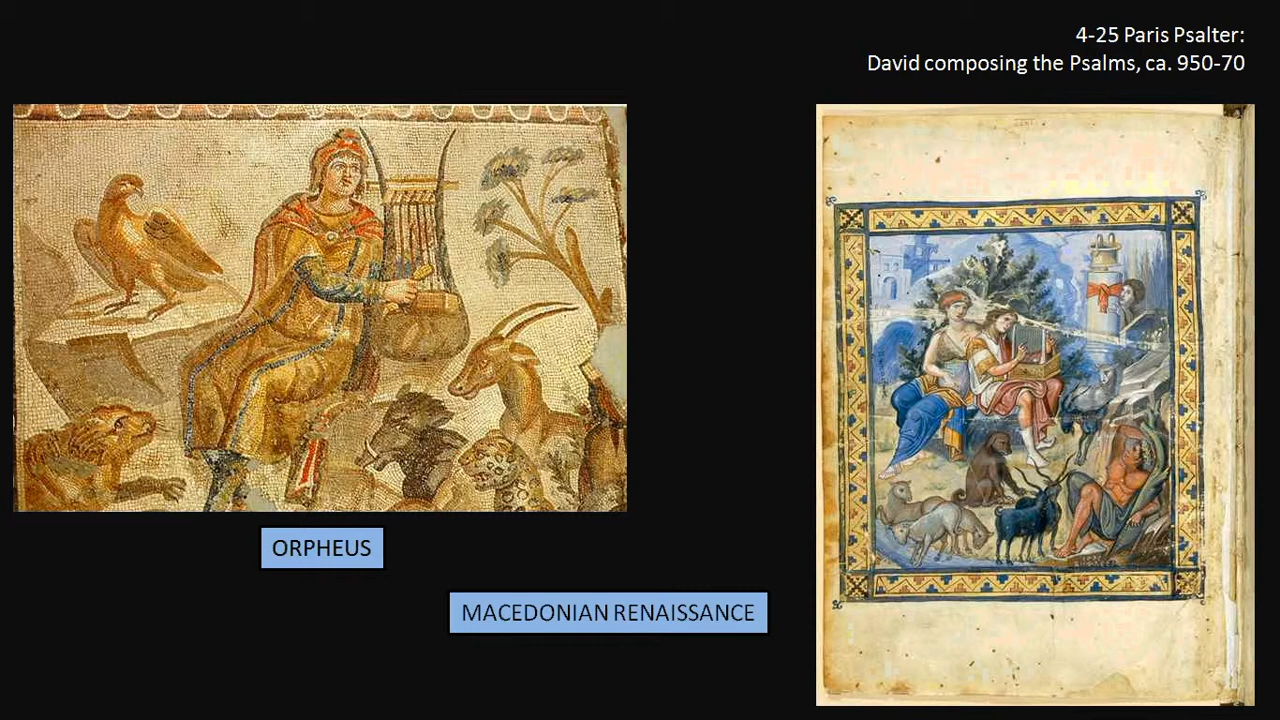 4-25 Paris Psalter:
David composing the Psalms, ca. 950-70
ORPHEUS
MACEDONIAN RENAISSANCE